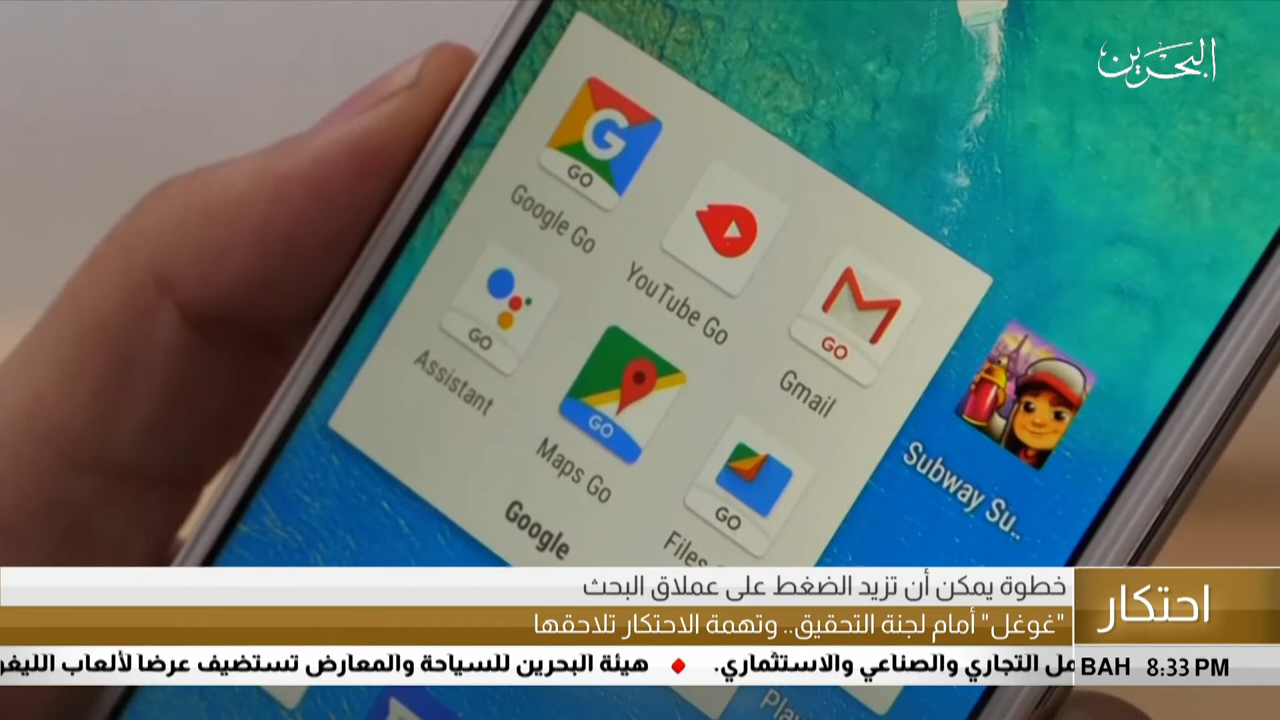 البحرين
G
GO
Google Go
YouTube Go
GO
Gmail
GO
Assistant
GO
Maps Go
GO
Files
Google
Subway Su..
خطوة يمكن أن تزيد الضغط على عملاق البحث
احتكار
"غوغل" أمام لجنة التحقيق.. وتهمة الاحتكار تلاحقها
التجاري والصناعي والاستثماري. هيئة البحرين للسياحة والمعارض تستضيف عرضا لألعاب
BAH 8:33 PM
Play